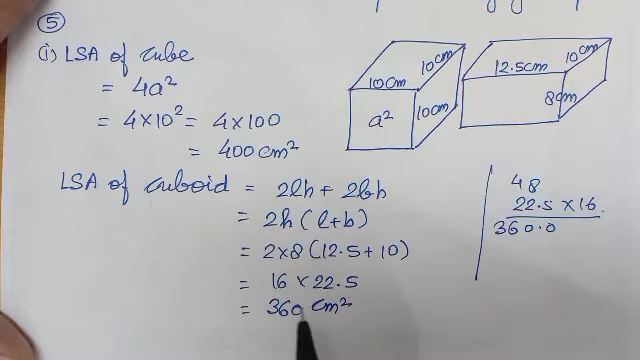 5
(i) LSA of cube
= 4a²
= 4×10² = 4×100
= 400cm²
10cm 10cm 10cm a²
12.5cm 10cm 8cm
LSA of cuboid = 2lh + 2bh
= 2h (l+b)
= 2×8 (12.5+10)
= 16 × 22.5
= 360 cm²
48
22.5 × 16
360.0